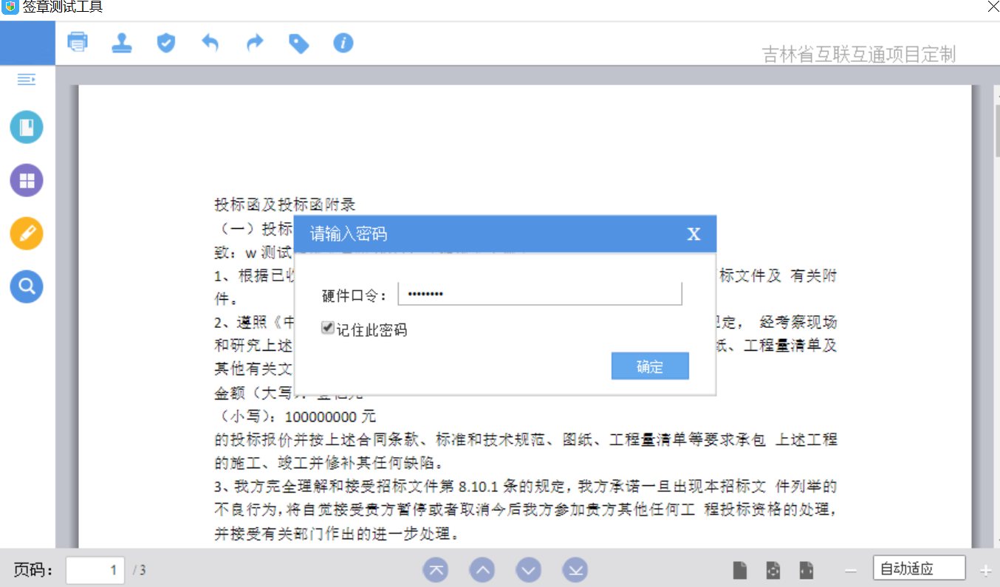 签章测试工具
吉林省互联互通项目定制
投标函及投标函附录
（一）投标
请输入密码 X
致：w 测试
1、根据已收 标文件及 有关附
件。
硬件口令：
2、遵照《中 规定， 经考察现场
记住此密码
和研究上述 纸、工程量清单及
其他有关文
确定
金额（大写）：壹亿元
（小写）：100000000 元
的投标报价并按上述合同条款、标准和技术规范、图纸、工程量清单等要求承包 上述工程
的施工、竣工并修补其任何缺陷。
3、我方完全理解和接受招标文件第 8.10.1 条的规定，我方承诺一旦出现本招标文 件列举的
不良行为，将自觉接受贵方暂停或者取消今后我方参加贵方其他任何工 程投标资格的处理，
并接受有关部门作出的进一步处理。
页码： 1 / 3 自动适应